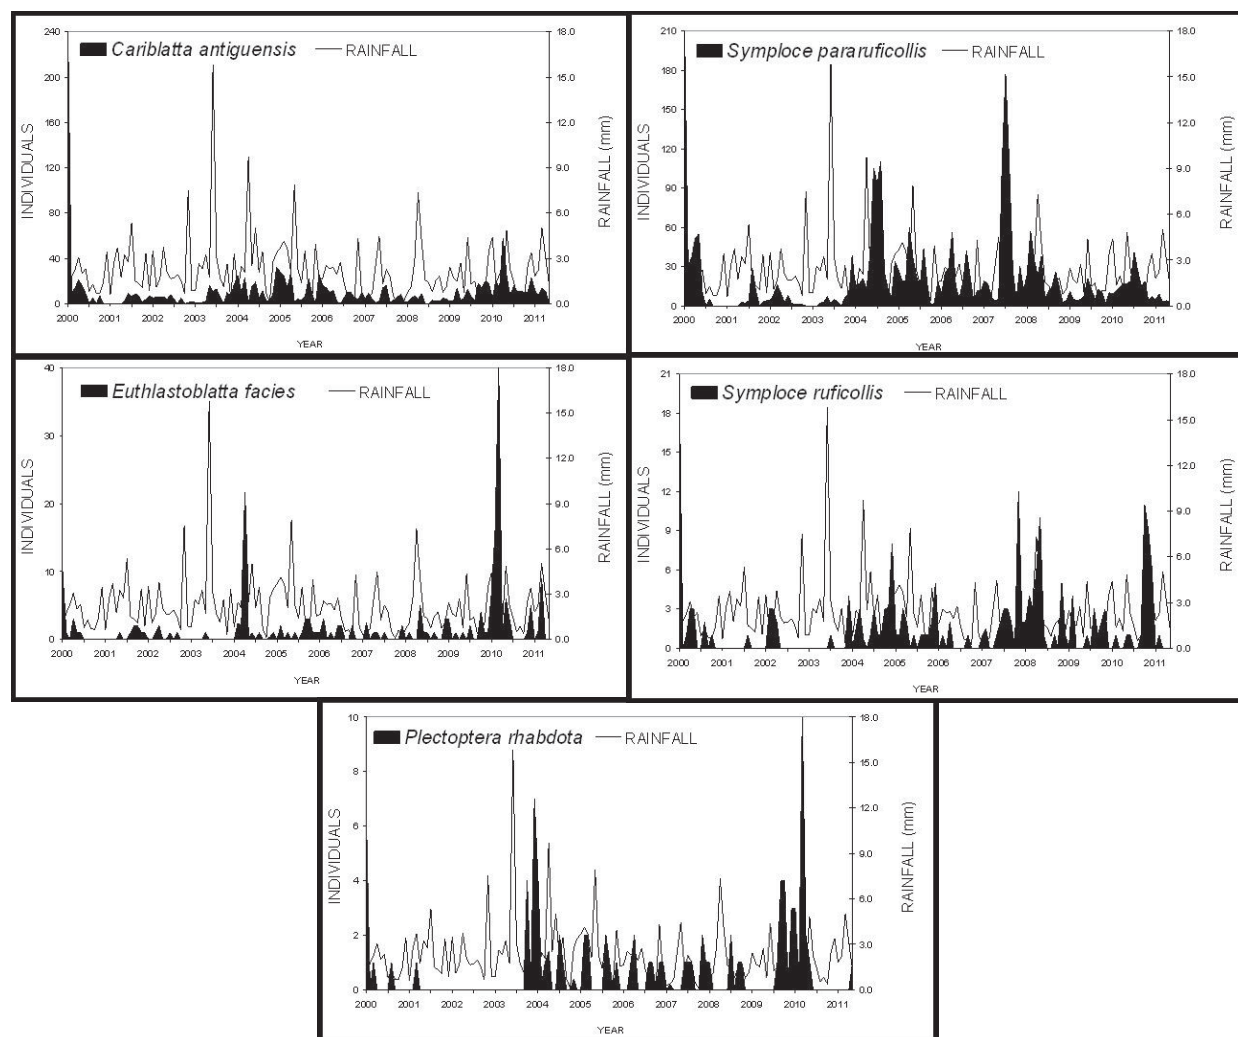 Cariblatta antiguensis RAINFALL
240
200
160
120
80
40
0
18.0
15.0
12.0
9.0
6.0
3.0
0.0
INDIVIDUALS
RAINFALL (mm)
2000 2001 2002 2003 2004 2005 2006 2007 2008 2009 2010 2011
YEAR
Symploce pararuficollis RAINFALL
210
180
150
120
90
60
30
0
18.0
15.0
12.0
9.0
6.0
3.0
0.0
INDIVIDUALS
RAINFALL (mm)
2000 2001 2002 2003 2004 2005 2006 2007 2008 2009 2010 2011
YEAR
Euthlastoblatta facies RAINFALL
40
30
20
10
0
18.0
15.0
12.0
9.0
6.0
3.0
0.0
INDIVIDUALS
RAINFALL (mm)
2000 2001 2002 2003 2004 2005 2006 2007 2008 2009 2010 2011
YEAR
Symploce ruficollis RAINFALL
21
18
15
12
9
6
3
0
18.0
15.0
12.0
9.0
6.0
3.0
0.0
INDIVIDUALS
RAINFALL (mm)
2000 2001 2002 2003 2004 2005 2006 2007 2008 2009 2010 2011
YEAR
Plectoptera rhabdota RAINFALL
10
8
6
4
2
0
18.0
15.0
12.0
9.0
6.0
3.0
0.0
INDIVIDUALS
RAINFALL (mm)
2000 2001 2002 2003 2004 2005 2006 2007 2008 2009 2010 2011
YEAR